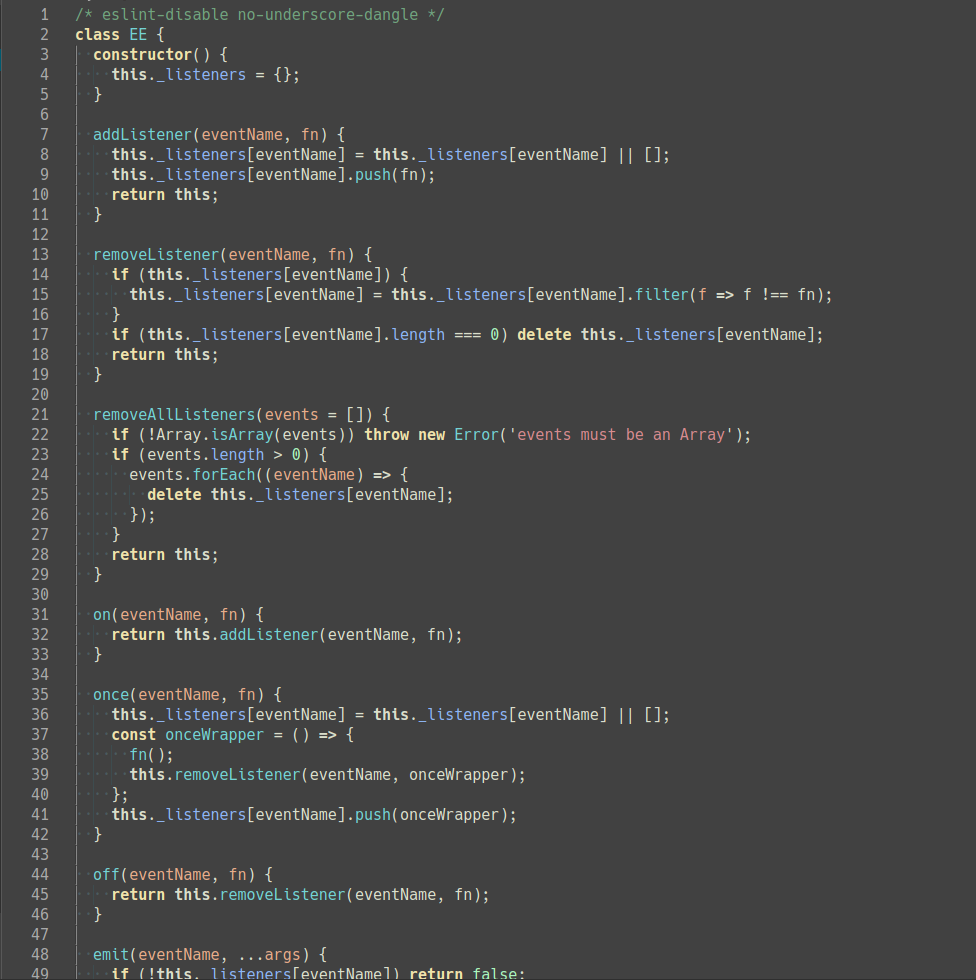 1 /* eslint-disable no-underscore-dangle */
2 class EE {
3   constructor() {
4     this._listeners = {};
5   }
6
7   addListener(eventName, fn) {
8     this._listeners[eventName] = this._listeners[eventName] || [];
9     this._listeners[eventName].push(fn);
10     return this;
11   }
12
13   removeListener(eventName, fn) {
14     if (this._listeners[eventName]) {
15       this._listeners[eventName] = this._listeners[eventName].filter(f => f !== fn);
16     }
17     if (this._listeners[eventName].length === 0) delete this._listeners[eventName];
18     return this;
19   }
20
21   removeAllListeners(events = []) {
22     if (!Array.isArray(events)) throw new Error('events must be an Array');
23     if (events.length > 0) {
24       events.forEach((eventName) => {
25         delete this._listeners[eventName];
26       });
27     }
28     return this;
29   }
30
31   on(eventName, fn) {
32     return this.addListener(eventName, fn);
33   }
34
35   once(eventName, fn) {
36     this._listeners[eventName] = this._listeners[eventName] || [];
37     const onceWrapper = () => {
38       fn();
39       this.removeListener(eventName, onceWrapper);
40     };
41     this._listeners[eventName].push(onceWrapper);
42   }
43
44   off(eventName, fn) {
45     return this.removeListener(eventName, fn);
46   }
47
48   emit(eventName, ...args) {
49     if (!this._listeners[eventName]) return false;